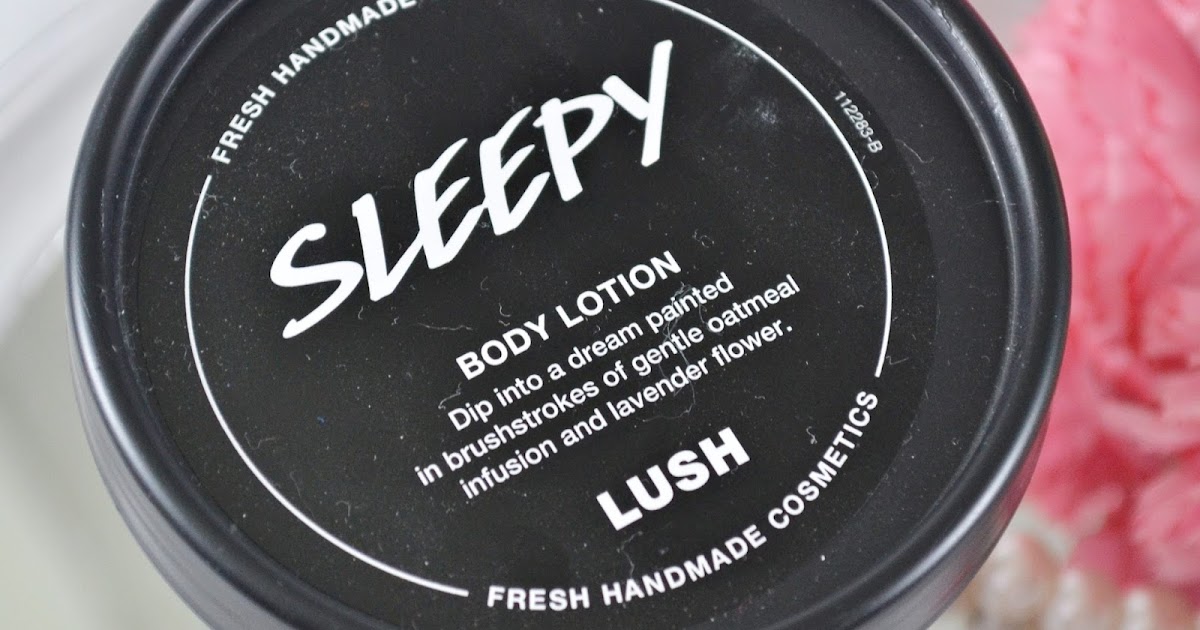 FRESH HANDMADE
112283-B
SLEEPY
BODY LOTION
Dip into a dream painted
in brushstrokes of gentle oatmeal
infusion and lavender flower.
LUSH
FRESH HANDMADE COSMETICS